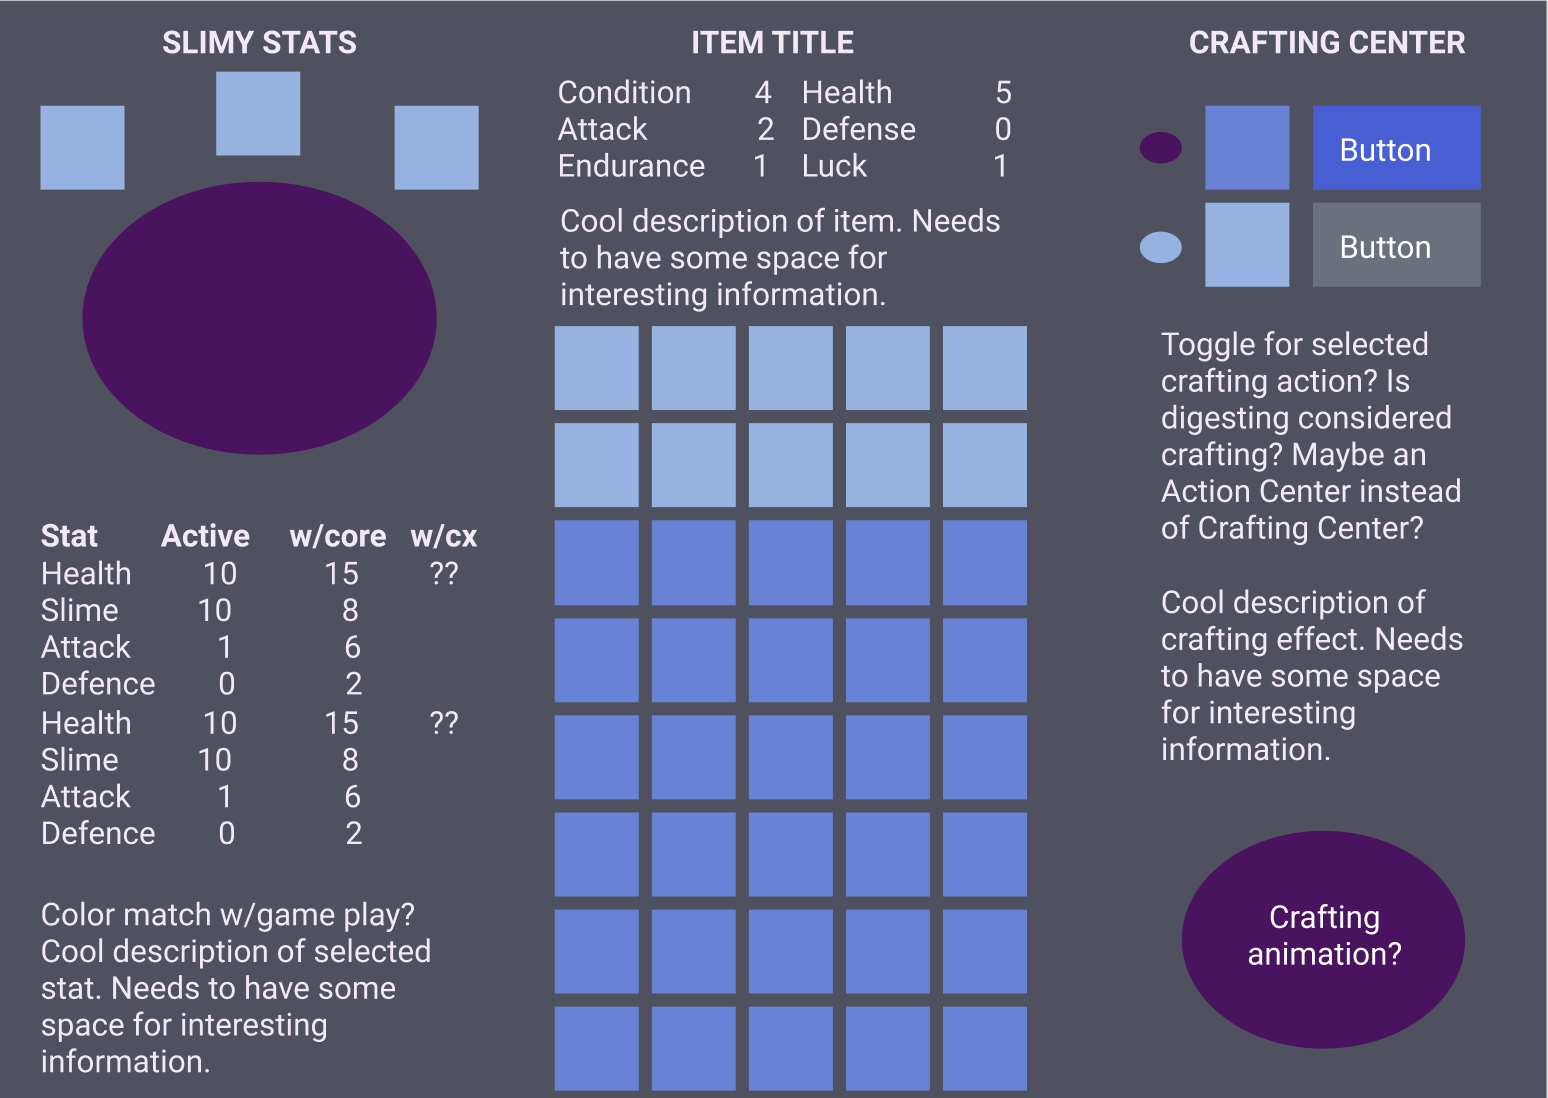 SLIMY STATS
Stat Active w/core w/cx
Health 10 15 ??
Slime 10 8
Attack 1 6
Defence 0 2
Health 10 15 ??
Slime 10 8
Attack 1 6
Defence 0 2
Color match w/game play?
Cool description of selected
stat. Needs to have some
space for interesting
information.
ITEM TITLE
Condition 4 Health 5
Attack 2 Defense 0
Endurance 1 Luck 1
Cool description of item. Needs
to have some space for
interesting information.
CRAFTING CENTER
Button
Button
Toggle for selected
crafting action? Is
digesting considered
crafting? Maybe an
Action Center instead
of Crafting Center?
Cool description of
crafting effect. Needs
to have some space
for interesting
information.
Crafting
animation?